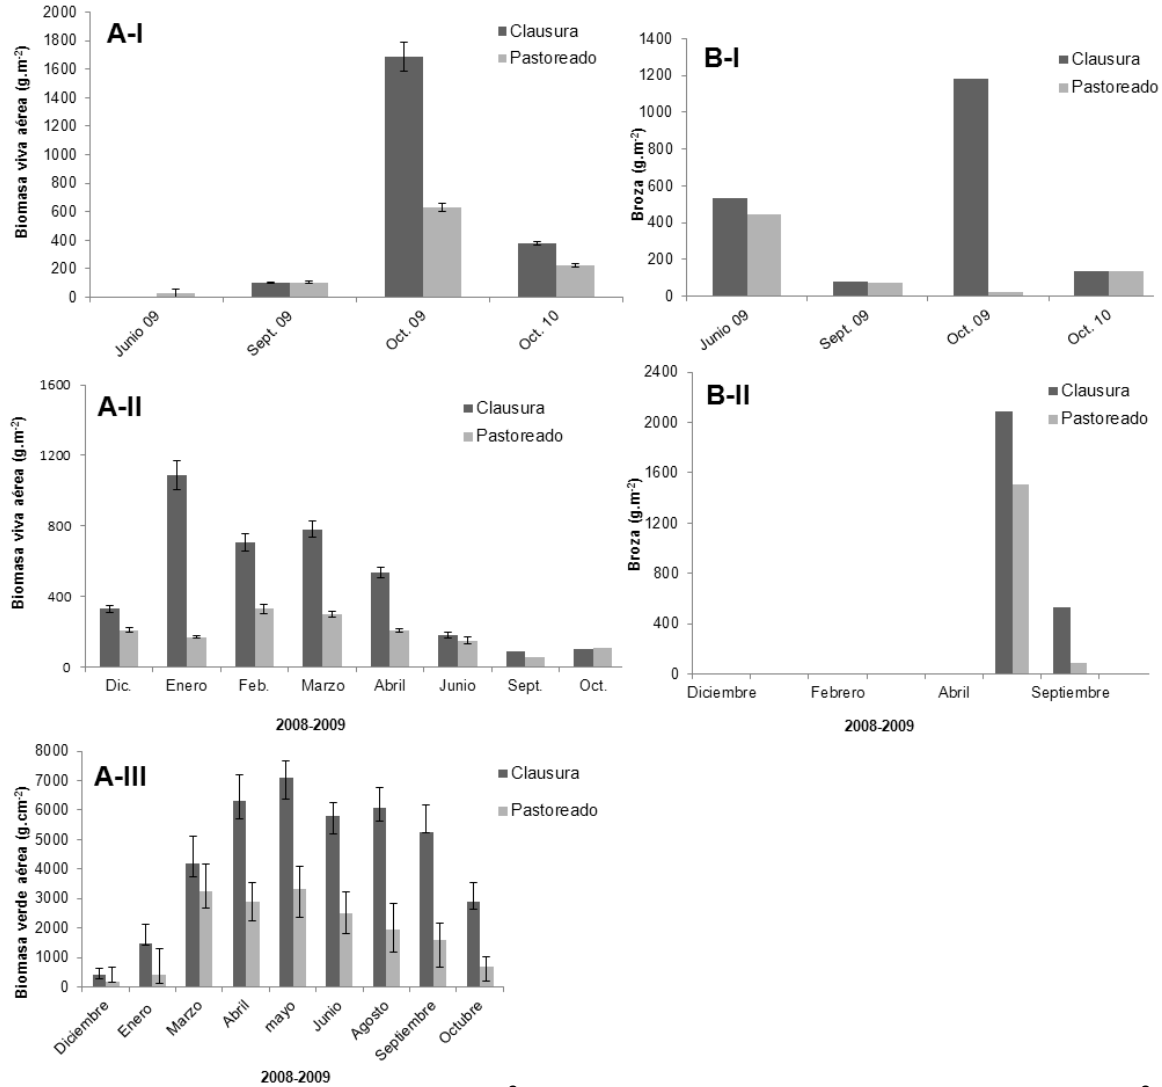 A-I
Clausura
Pastoreado
Biomasa viva aérea (g.m-2)
2000
1800
1600
1400
1200
1000
800
600
400
200
0
Junio 09
Sept. 09
Oct. 09
Oct. 10
B-I
Clausura
Pastoreado
Broza (g.m-2)
1400
1200
1000
800
600
400
200
0
Junio 09
Sept. 09
Oct. 09
Oct. 10
A-II
Clausura
Pastoreado
Biomasa viva aérea (g.m-2)
1600
1200
800
400
0
Dic. Enero Feb. Marzo Abril Junio Sept. Oct.
2008-2009
B-II
Clausura
Pastoreado
Broza (g.m-2)
2400
2000
1600
1200
800
400
0
Diciembre Febrero Abril Septiembre
2008-2009
A-III
Clausura
Pastoreado
Biomasa verde aérea (g.cm-2)
8000
7000
6000
5000
4000
3000
2000
1000
0
Diciembre
Enero
Marzo
Abril
mayo
Junio
Agosto
Septiembre
Octubre
2008-2009